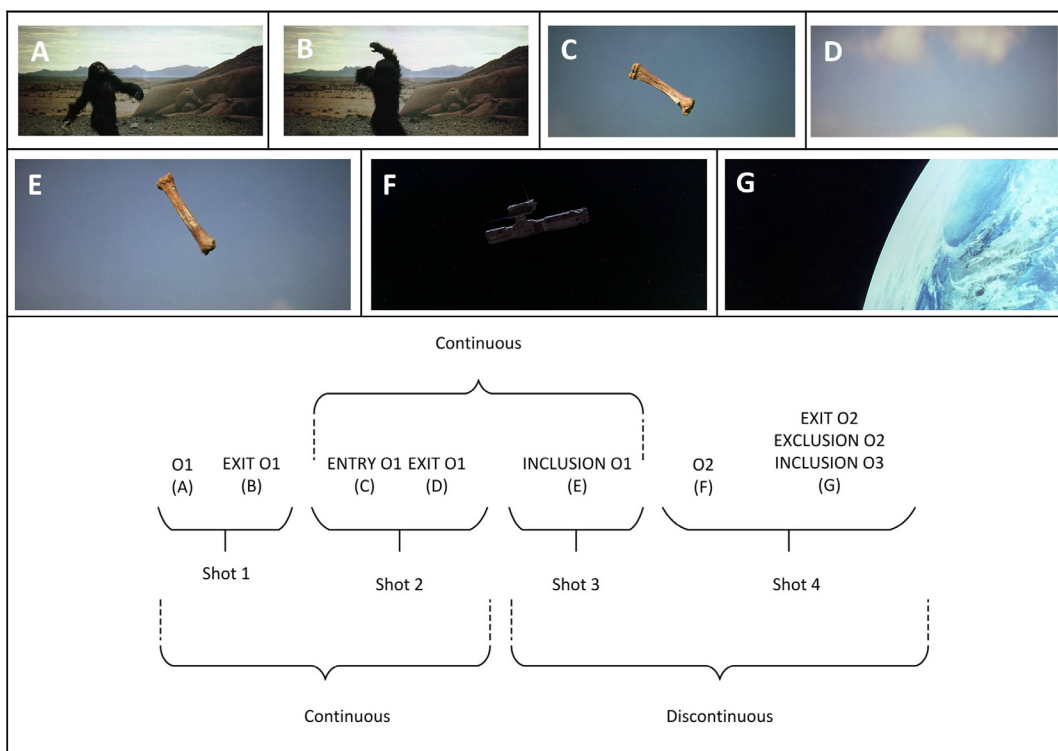 A
B
C
D
E
F
G
Continuous
EXIT O2
EXCLUSION O2
INCLUSION O3
(G)
O1
(A)
EXIT O1
(B)
ENTRY O1 EXIT O1
(C) (D)
INCLUSION O1
(E)
O2
(F)
Shot 1
Shot 2
Shot 3
Shot 4
Continuous
Discontinuous